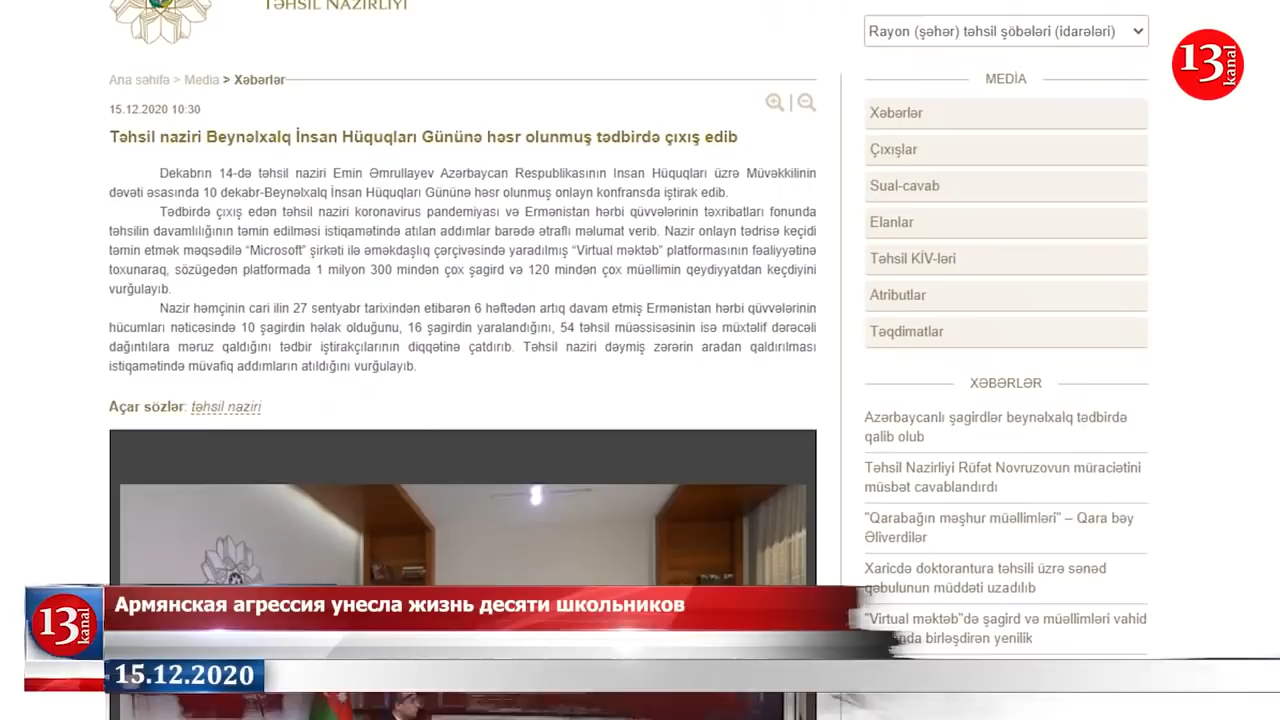 TƏHSİL NAZİRLİYİ
Rayon (şəhər) təhsil şöbələri (idarələri)
13 kanal
Ana səhifə > Media > Xəbərlər
15.12.2020 10:30
Təhsil naziri Beynəlxalq İnsan Hüquqları Gününə həsr olunmuş tədbirdə çıxış edib
Dekabrın 14-də təhsil naziri Emin Əmrullayev Azərbaycan Respublikasının Insan Hüquqları üzrə Müvəkkilinin
dəvəti əsasında 10 dekabr-Beynəlxalq İnsan Hüquqları Gününə həsr olunmuş onlayn konfransda iştirak edib.
Tədbirdə çıxış edən təhsil naziri koronavirus pandemiyası və Ermənistan hərbi qüvvələrinin təxribatları fonunda
təhsilin davamlılığının təmin edilməsi istiqamətində atılan addımlar barədə ətraflı məlumat verib. Nazir onlayn tədrisə keçidi
təmin etmək məqsədilə “Microsoft” şirkəti ilə əməkdaşlıq çərçivəsində yaradılmış “Virtual məktəb” platformasının fəaliyyətinə
toxunaraq, sözügedən platformada 1 milyon 300 mindən çox şagird və 120 mindən çox müəllimin qeydiyyatdan keçdiyini
vurğulayıb.
Nazir həmçinin cari ilin 27 sentyabr tarixindən etibarən 6 həftədən artıq davam etmiş Ermənistan hərbi qüvvələrinin
hücumları nəticəsində 10 şagirdin həlak olduğunu, 16 şagirdin yaralandığını, 54 təhsil müəssisəsinin isə müxtəlif dərəcəli
dağıntılara məruz qaldığını tədbir iştirakçılarının diqqətinə çatdırıb. Təhsil naziri dəymiş zərərin aradan qaldırılması
istiqamətində müvafiq addımların atıldığını vurğulayıb.
Açar sözlər: təhsil naziri
MEDİA
Xəbərlər
Çıxışlar
Sual-cavab
Elanlar
Təhsil KİV-ləri
Atributlar
Təqdimatlar
XƏBƏRLƏR
Azərbaycanlı şagirdlər beynəlxalq tədbirdə
qalib olub
Təhsil Nazirliyi Rüfət Novruzovun müraciətini
müsbət cavablandırdı
"Qarabağın məşhur müəllimləri" – Qara bəy
Əliverdilər
Xaricdə doktorantura təhsili üzrə sənəd
qəbulunun müddəti uzadılıb
"Virtual məktəb"də şagird və müəllimləri vahid
birləşdirən yenilik
13 kanal
Армянская агрессия унесла жизнь десяти школьников
15.12.2020